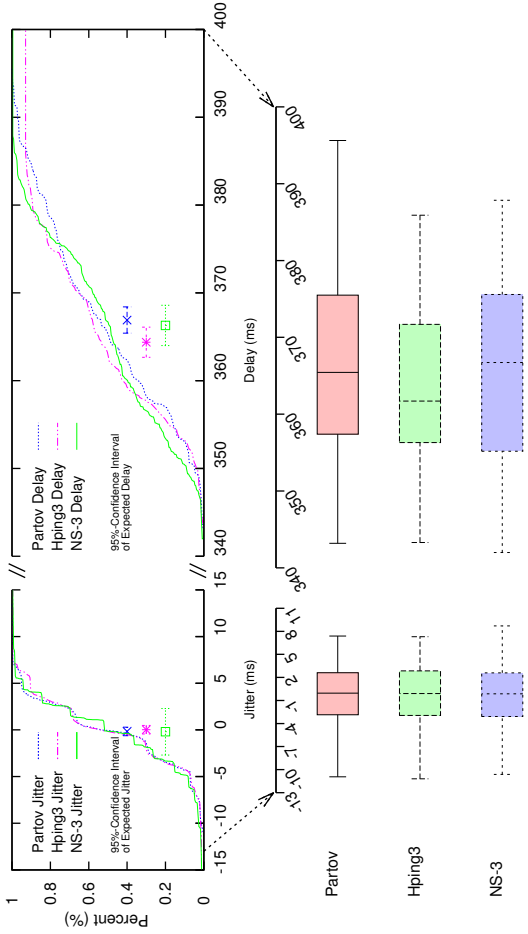 Percent (%)
1
0.8
0.6
0.4
0.2
0
Partov Jitter
Hping3 Jitter
NS-3 Jitter
95%-Confidence Interval
of Expected Jitter
Partov Delay
Hping3 Delay
NS-3 Delay
95%-Confidence Interval
of Expected Delay
//
//
-15 -10 -5 0 5 10 15
340 350 360 370 380 390 400
Jitter (ms)
Delay (ms)
-13 -10 -7 -4 -1 2 5 8 11
340 350 360 370 380 390 400
Partov
Hping3
NS-3